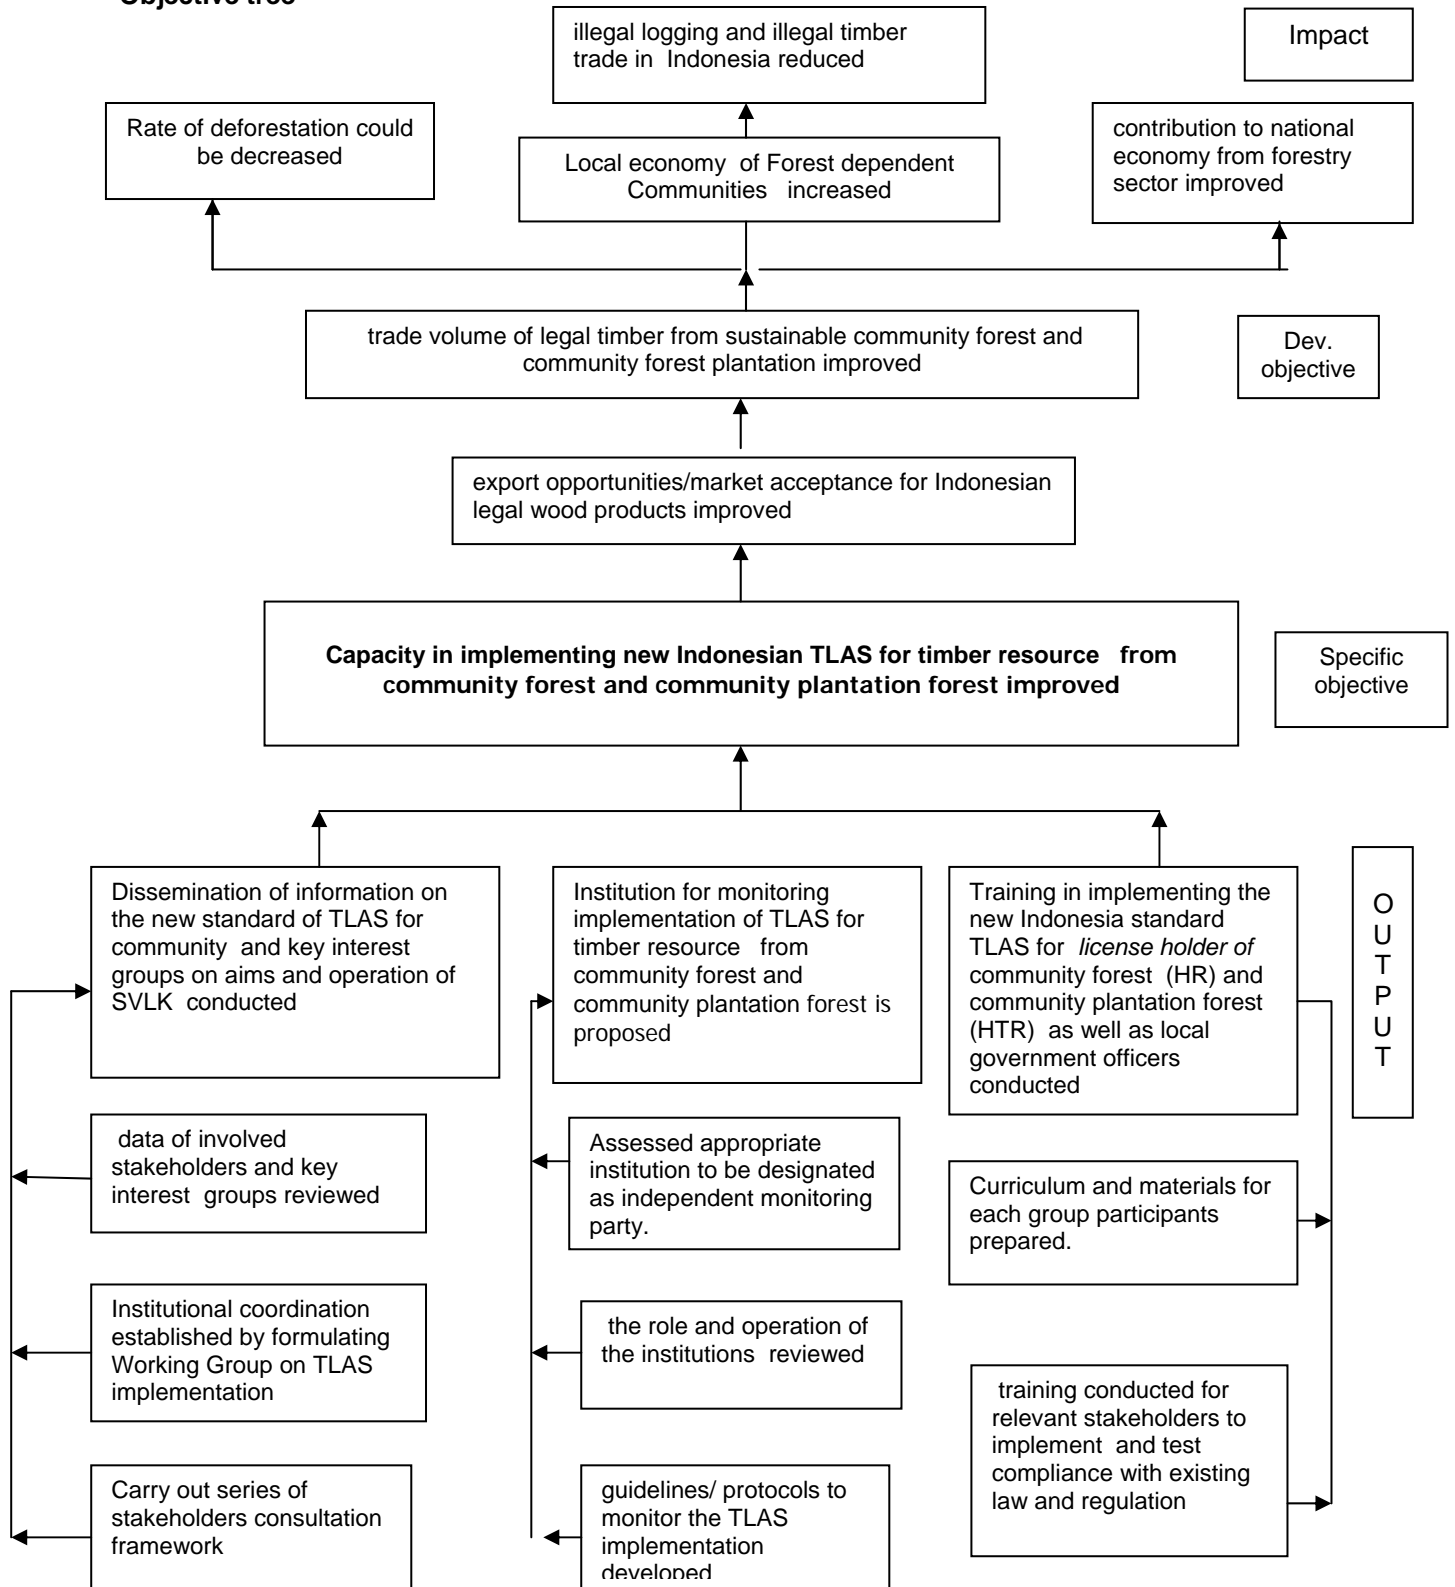 Objective tree
illegal logging and illegal timber
trade in Indonesia reduced
Impact
Rate of deforestation could
be decreased
Local economy of Forest dependent
Communities increased
contribution to national
economy from forestry
sector improved
trade volume of legal timber from sustainable community forest and
community forest plantation improved
Dev.
objective
export opportunities/market acceptance for Indonesian
legal wood products improved
Capacity in implementing new Indonesian TLAS for timber resource from
community forest and community plantation forest improved
Specific
objective
Dissemination of information on
the new standard of TLAS for
community and key interest
groups on aims and operation of
SVLK conducted
Institution for monitoring
implementation of TLAS for
timber resource from
community forest and
community plantation forest is
proposed
Training in implementing the
new Indonesia standard
TLAS for license holder of
community forest (HR) and
community plantation forest
(HTR) as well as local
government officers
conducted
O
U
T
P
U
T
data of involved
stakeholders and key
interest groups reviewed
Assessed appropriate
institution to be designated
as independent monitoring
party.
Curriculum and materials for
each group participants
prepared.
Institutional coordination
established by formulating
Working Group on TLAS
implementation
the role and operation of
the institutions reviewed
training conducted for
relevant stakeholders to
implement and test
compliance with existing
law and regulation
Carry out series of
stakeholders consultation
framework
guidelines/ protocols to
monitor the TLAS
implementation
developed